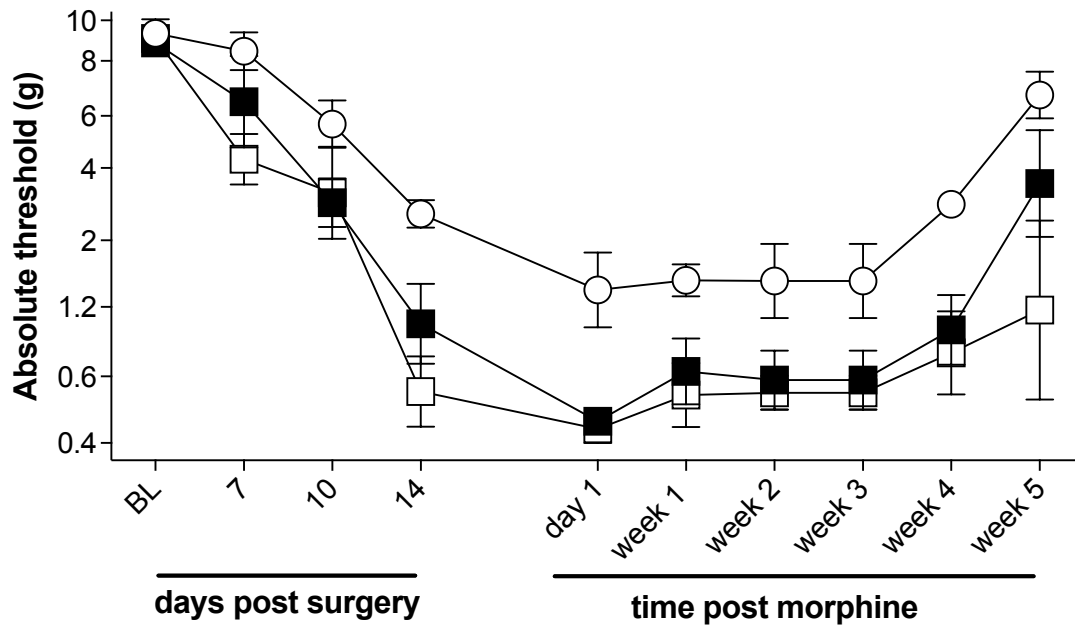 Absolute threshold (g)
10
8
6
4
2
1.2
0.6
0.4
BL
7
10
14
day 1
week 1
week 2
week 3
week 4
week 5
days post surgery
time post morphine